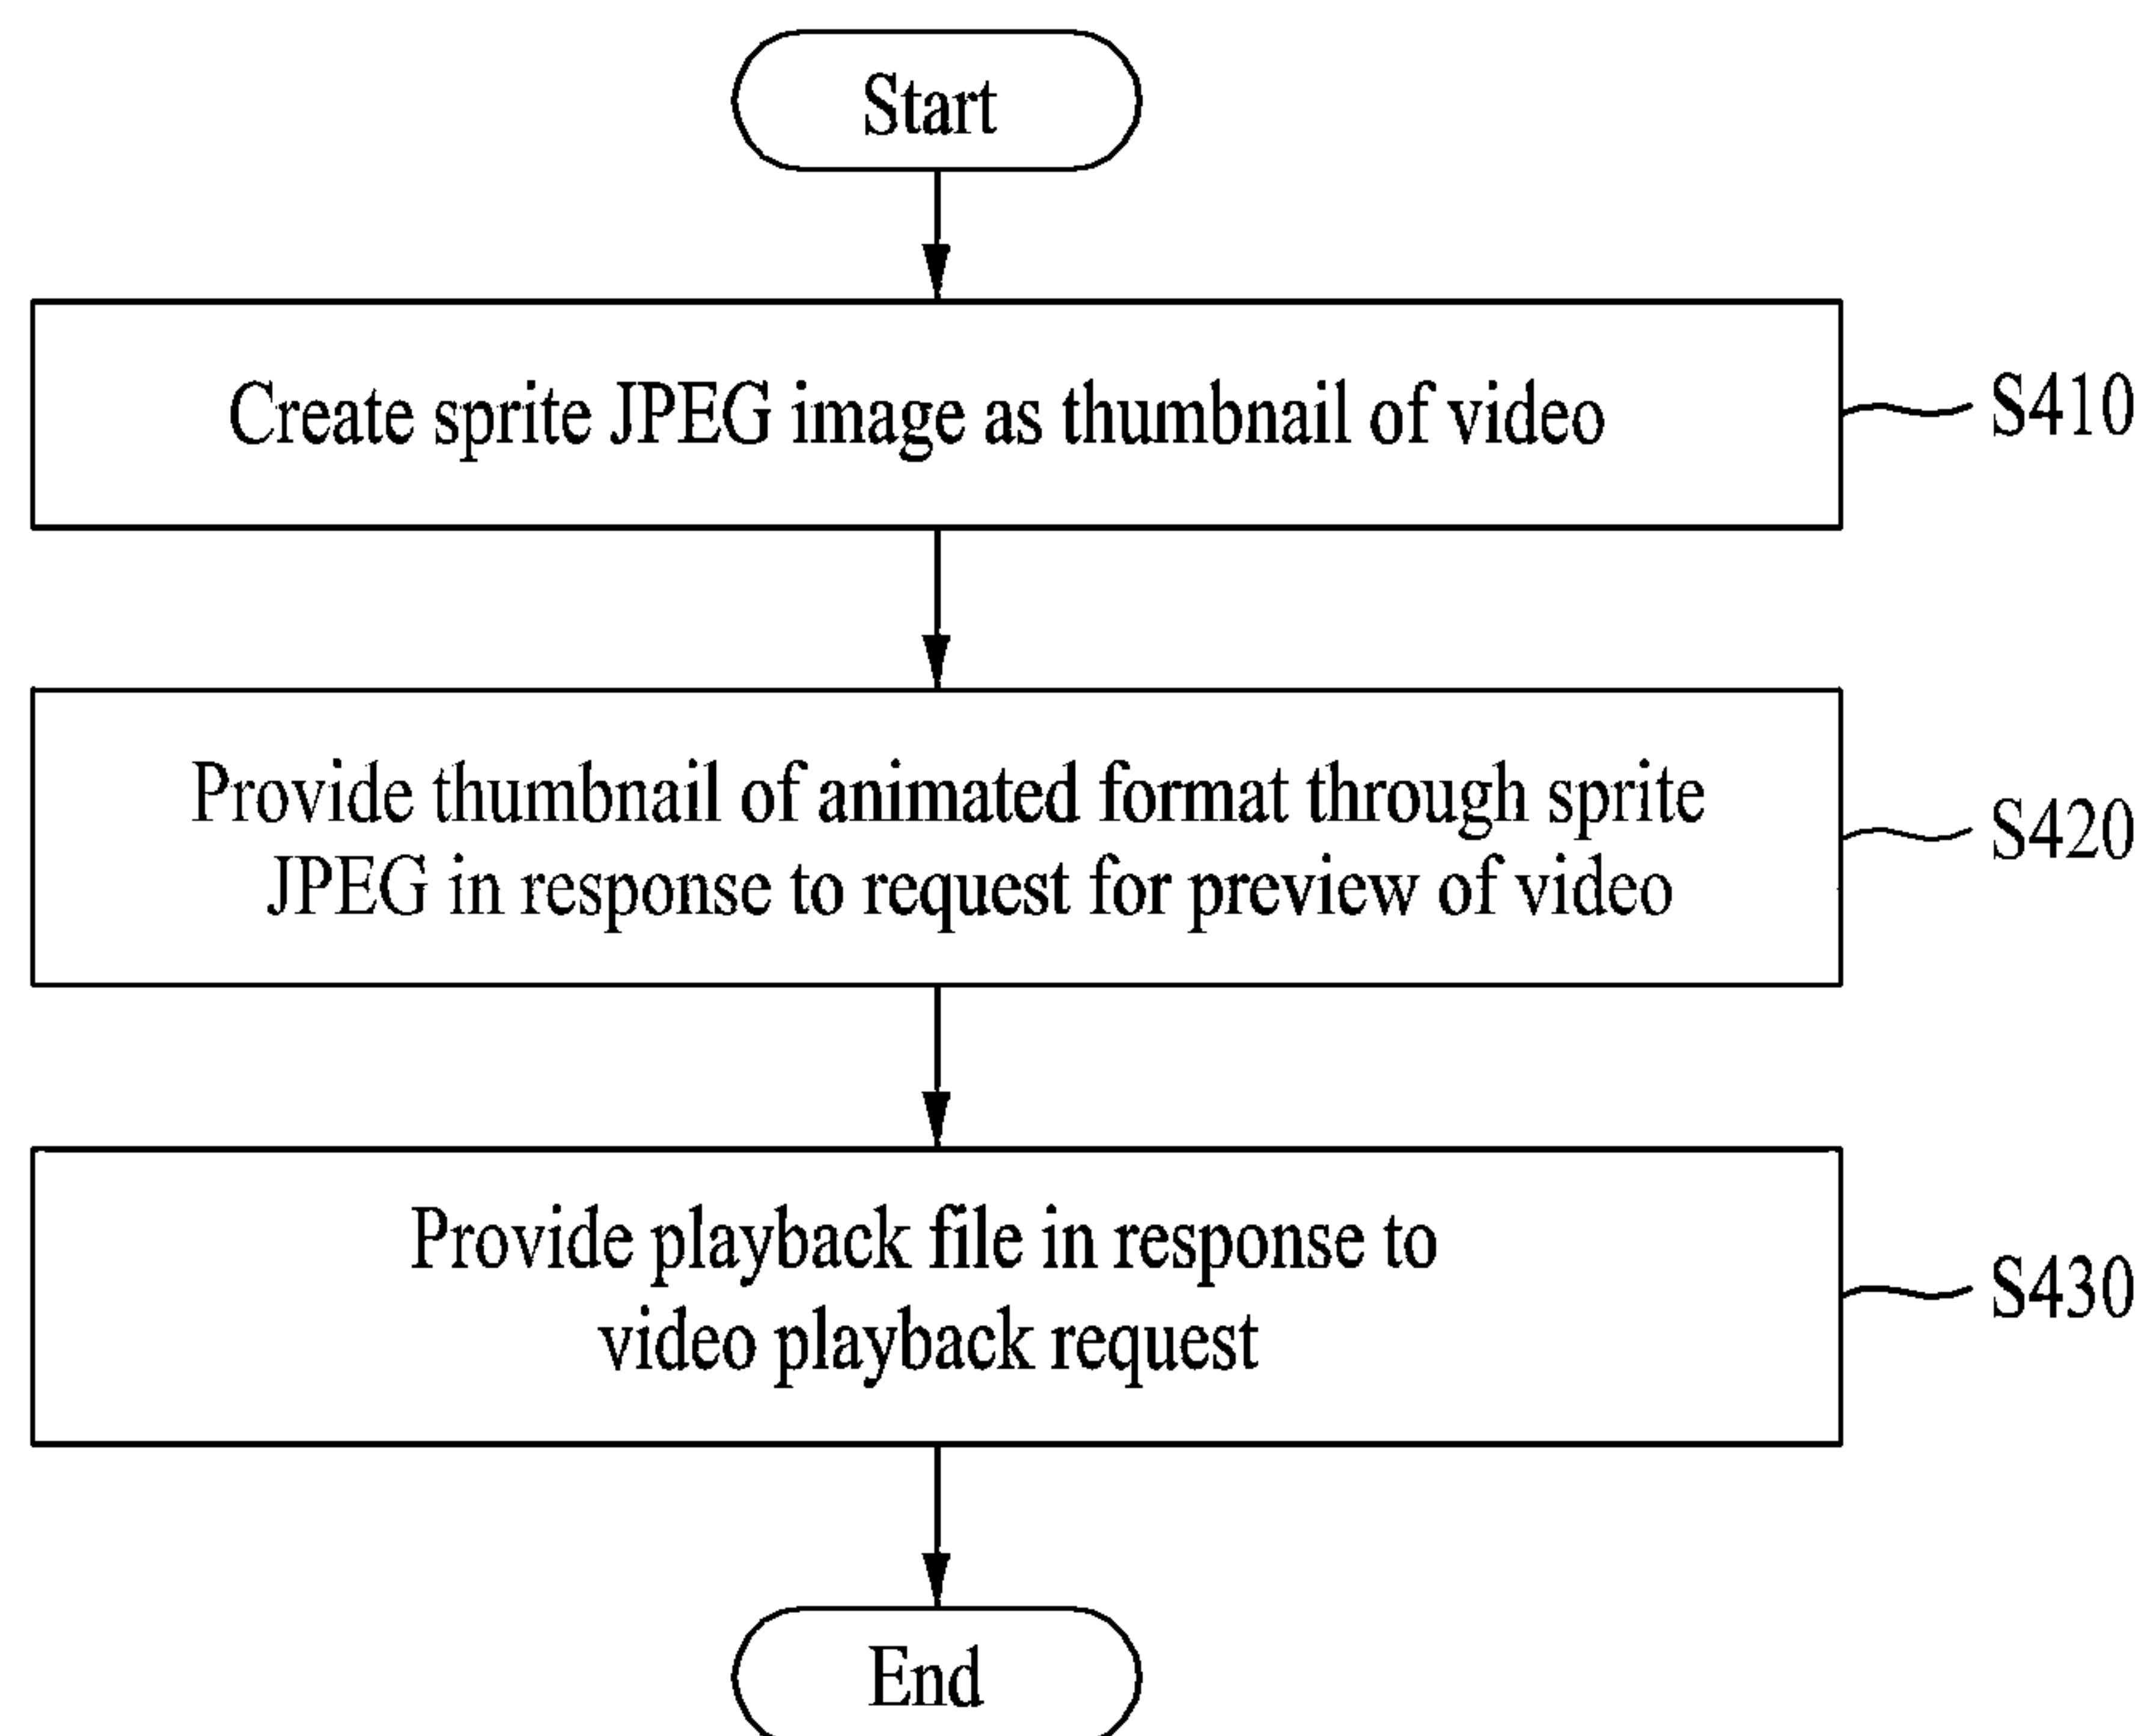 Start
Create sprite JPEG image as thumbnail of video
S410
Provide thumbnail of animated format through sprite
JPEG in response to request for preview of video
S420
Provide playback file in response to
video playback request
S430
End